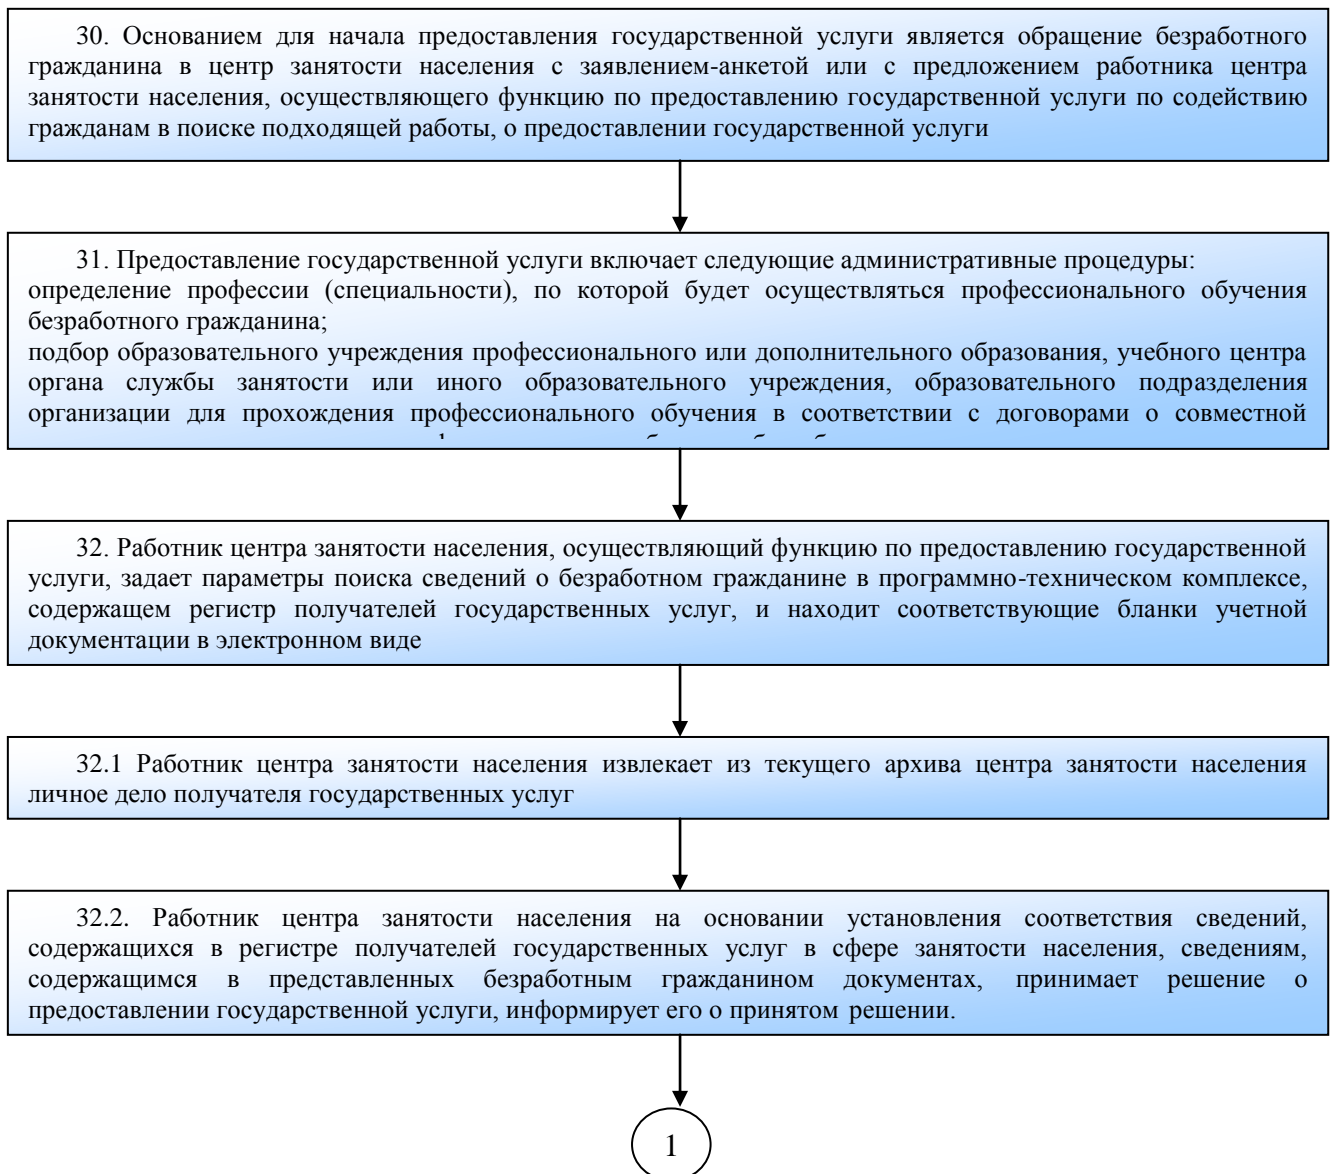 30. Основанием для начала предоставления государственной услуги является обращение безработного
гражданина в центр занятости населения с заявлением-анкетой или с предложением работника центра
занятости населения, осуществляющего функцию по предоставлению государственной услуги по содействию
гражданам в поиске подходящей работы, о предоставлении государственной услуги
31. Предоставление государственной услуги включает следующие административные процедуры:
определение профессии (специальности), по которой будет осуществляться профессионального обучения
безработного гражданина;
подбор образовательного учреждения профессионального или дополнительного образования, учебного центра
органа службы занятости или иного образовательного учреждения, образовательного подразделения
организации для прохождения профессионального обучения в соответствии с договорами о совместной
32. Работник центра занятости населения, осуществляющий функцию по предоставлению государственной
услуги, задает параметры поиска сведений о безработном гражданине в программно-техническом комплексе,
содержащем регистр получателей государственных услуг, и находит соответствующие бланки учетной
документации в электронном виде
32.1 Работник центра занятости населения извлекает из текущего архива центра занятости населения
личное дело получателя государственных услуг
32.2. Работник центра занятости населения на основании установления соответствия сведений,
содержащихся в регистре получателей государственных услуг в сфере занятости населения, сведениям,
содержащимся в представленных безработным гражданином документах, принимает решение о
предоставлении государственной услуги, информирует его о принятом решении.
1